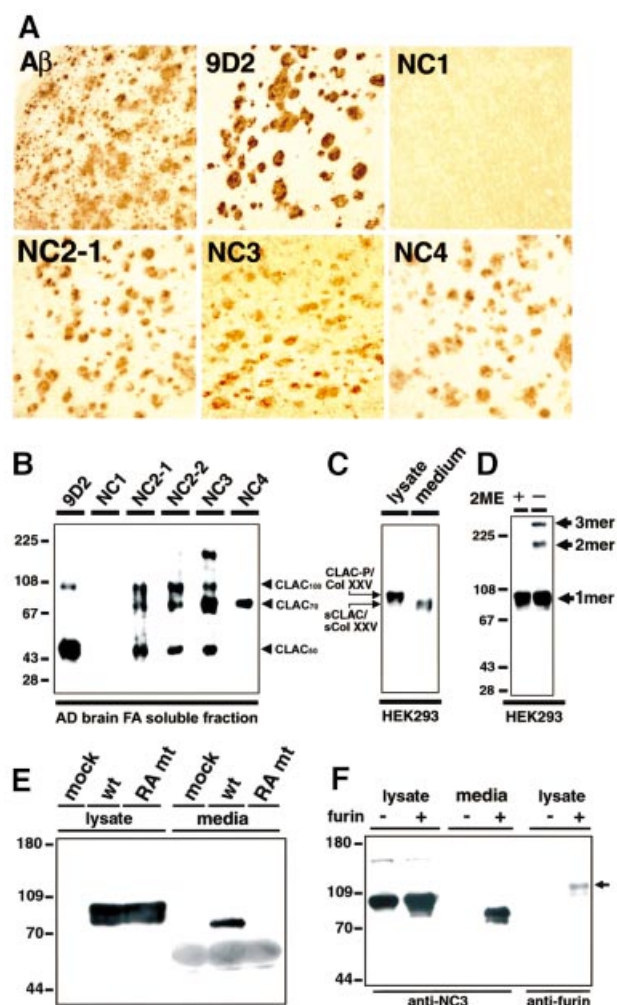 A
Aβ 9D2 NC1
NC2-1 NC3 NC4
B
9D2 NC1 NC2-1 NC2-2 NC3 NC4
225
108
67
43
28
CLAC100
CLAC70
CLAC50
AD brain FA soluble fraction
C
lysate medium
CLAC-P/
Col XXV
sCLAC/
sCol XXV
HEK293
D
2ME + −
225
108
67
43
28
3mer
2mer
1mer
HEK293
E
mock wt RA mt mock wt RA mt
lysate media
180
109
70
44
F
lysate media lysate
furin - + - + - +
180
109
70
44
anti-NC3 anti-furin